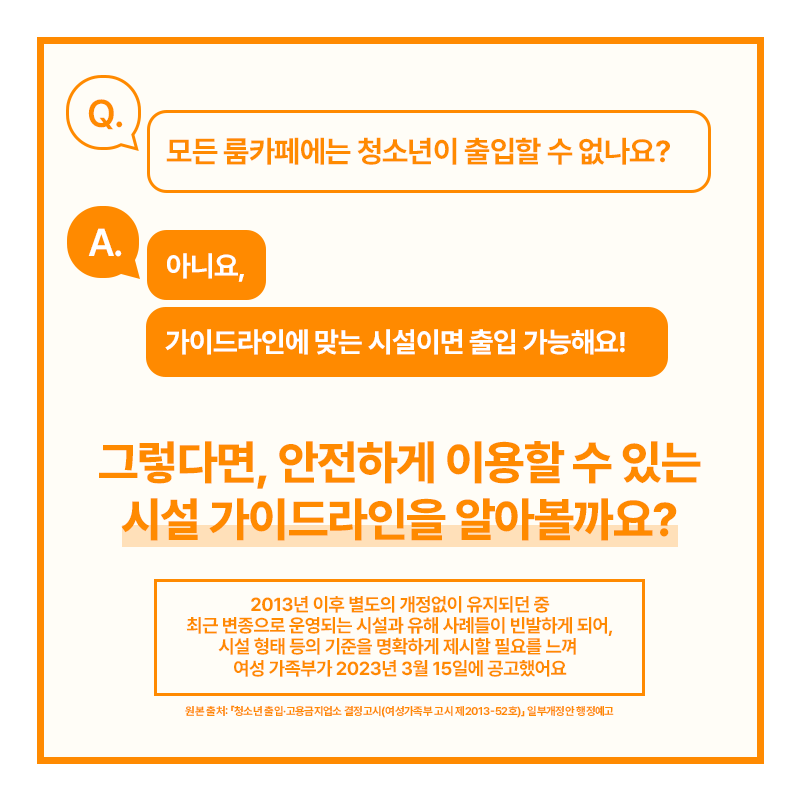 Q.
모든 룸카페에는 청소년이 출입할 수 없나요?
A.
아니요,
가이드라인에 맞는 시설이면 출입 가능해요!
그렇다면, 안전하게 이용할 수 있는
시설 가이드라인을 알아볼까요?
2013년 이후 별도의 개정없이 유지되던 중
최근 변종으로 운영되는 시설과 유해 사례들이 빈발하게 되어,
시설 형태 등의 기준을 명확하게 제시할 필요를 느껴
여성 가족부가 2023년 3월 15일에 공고했어요
원본 출처: 「청소년 출입·고용금지업소 결정고시(여성가족부 고시 제2013-52호)」 일부개정안 행정예고